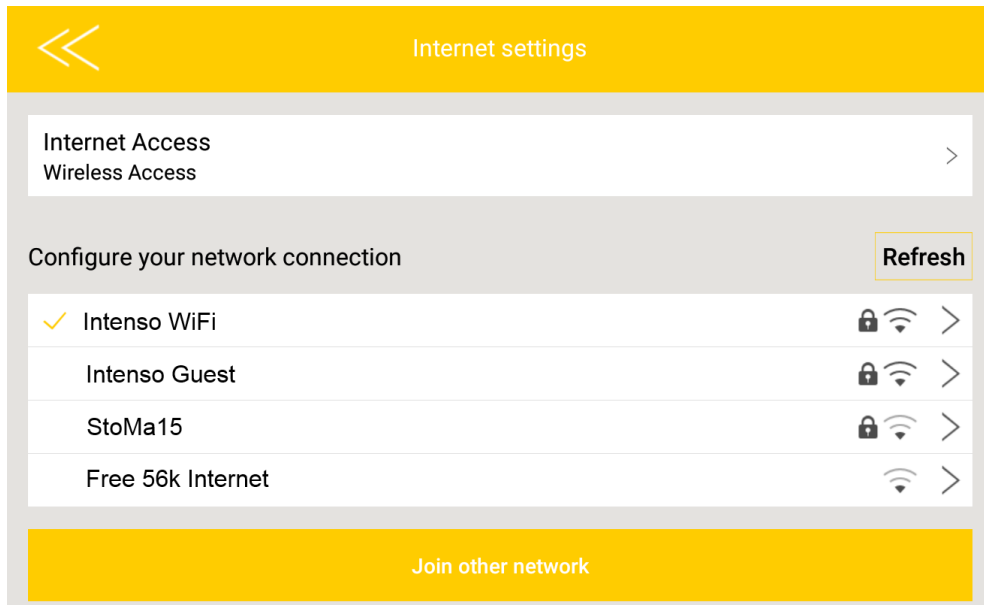 Internet settings
Internet Access
Wireless Access
Configure your network connection
Refresh
Intenso WiFi
Intenso Guest
StoMa15
Free 56k Internet
Join other network